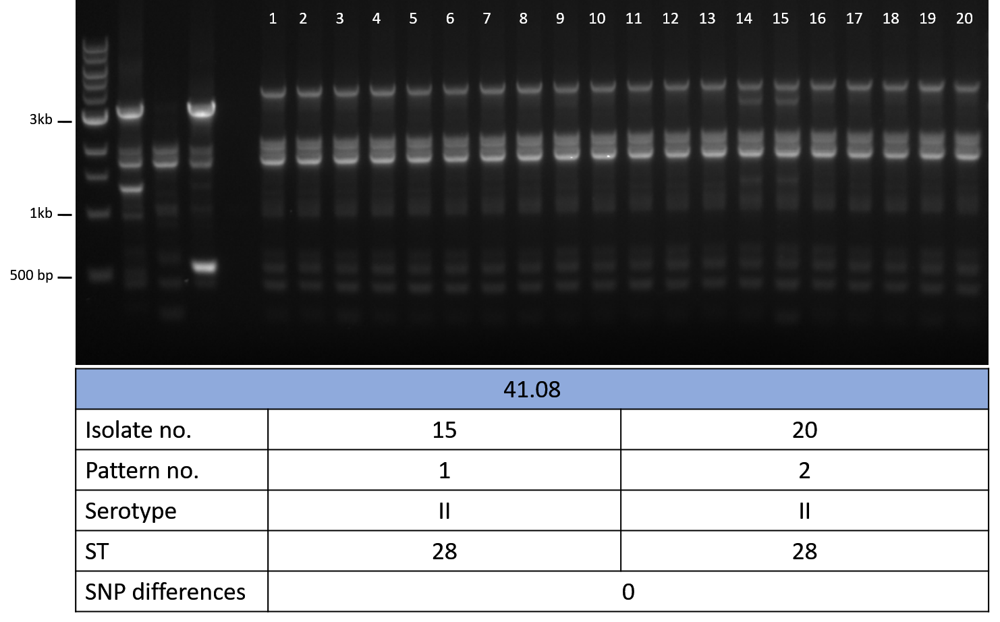 1 2 3 4 5 6 7 8 9 10 11 12 13 14 15 16 17 18 19 20
3kb
1kb
500 bp
41.08
Isolate no. 15 20
Pattern no. 1 2
Serotype II II
ST 28 28
SNP differences 0